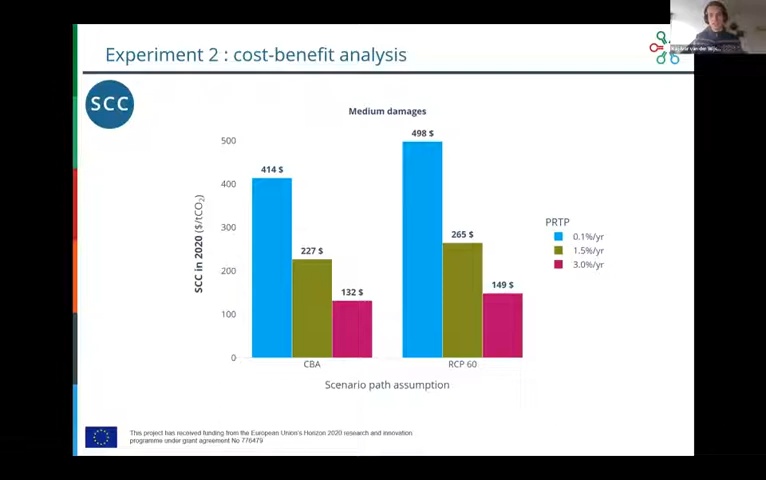 Experiment 2 : cost-benefit analysis
SCC
Medium damages
SCC in 2020 ($/tCO₂)
500
400
300
200
100
0
414 $
227 $
132 $
498 $
265 $
149 $
CBA
RCP 60
Scenario path assumption
PRTP
0.1%/yr
1.5%/yr
3.0%/yr
This project has received funding from the European Union's Horizon 2020 research and innovation
programme under grant agreement No 776479